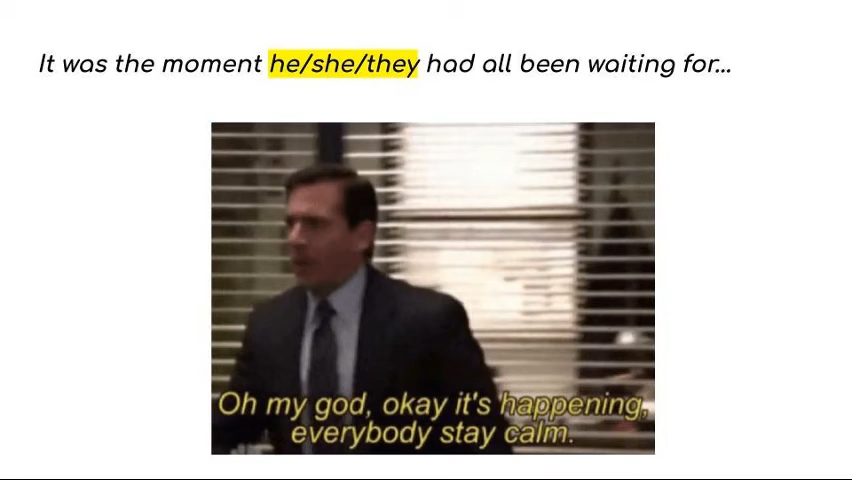 It was the moment he/she/they had all been waiting for...
Oh my god, okay it's happening,
everybody stay calm.